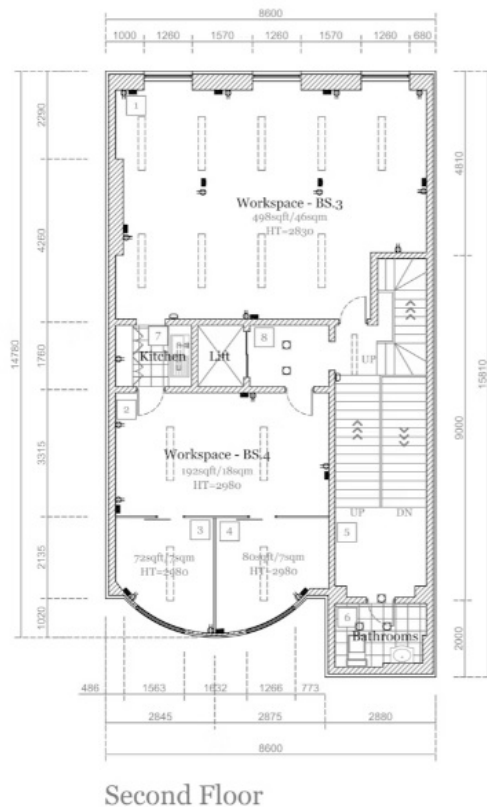 8600
1000 1260 1570 1260 1570 1260 680
14780
2290
4260
1760
3315
2135
1020
4810
15810
9000
2000
1
Workspace - BS.3
498sqft/46sqm
HT=2830
7
Kitchen
Lift
8
UP
2
Workspace - BS.4
192sqft/18sqm
HT=2980
UP DN
3 4
5
72sqft/7sqm
HT=2980
80sqft/7sqm
HT=2980
6
Bathrooms
486 1563 1632 1266 773
2845 2875 2880
8600
Second Floor